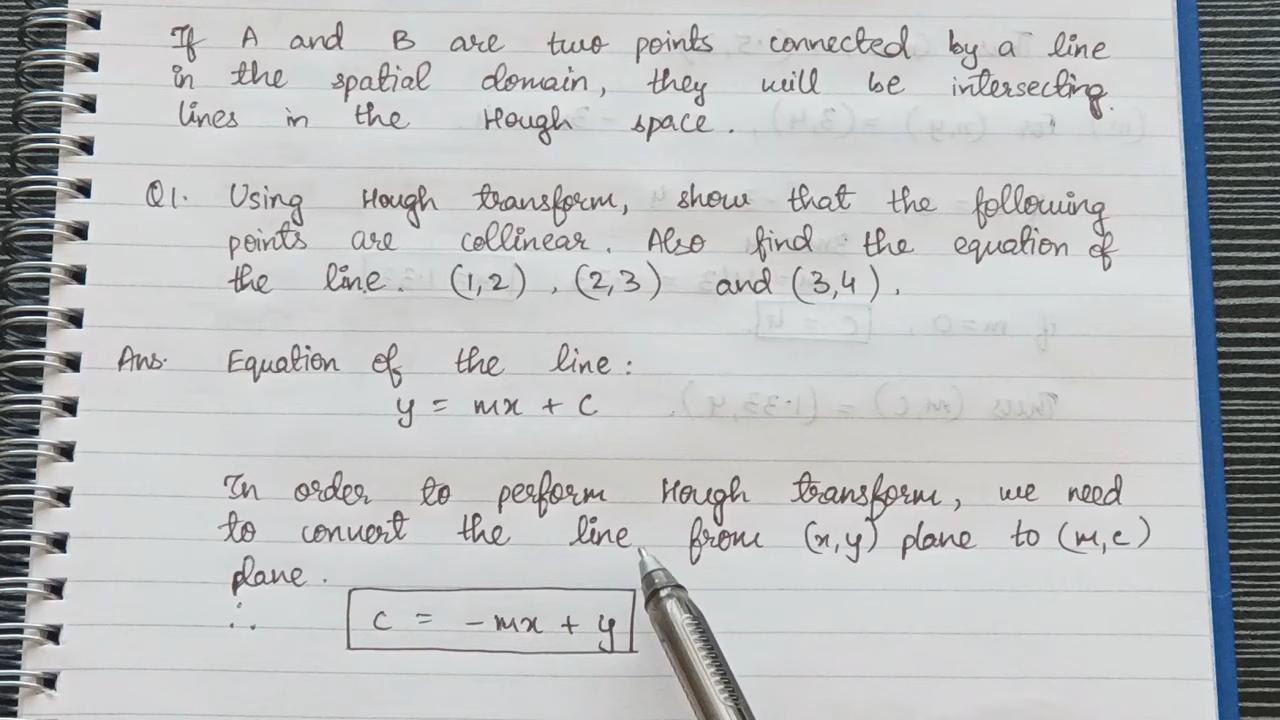 If A and B are two points connected by a line
in the spatial domain, they will be intersecting
lines in the Hough space.
Q1. Using Hough transform, show that the following
points are collinear. Also find the equation of
the line. (1,2), (2,3) and (3,4).
Ans. Equation of the line:
y = mx + c
In order to perform Hough transform, we need
to convert the line from (x,y) plane to (m,c)
plane.
∴ c = -mx + y